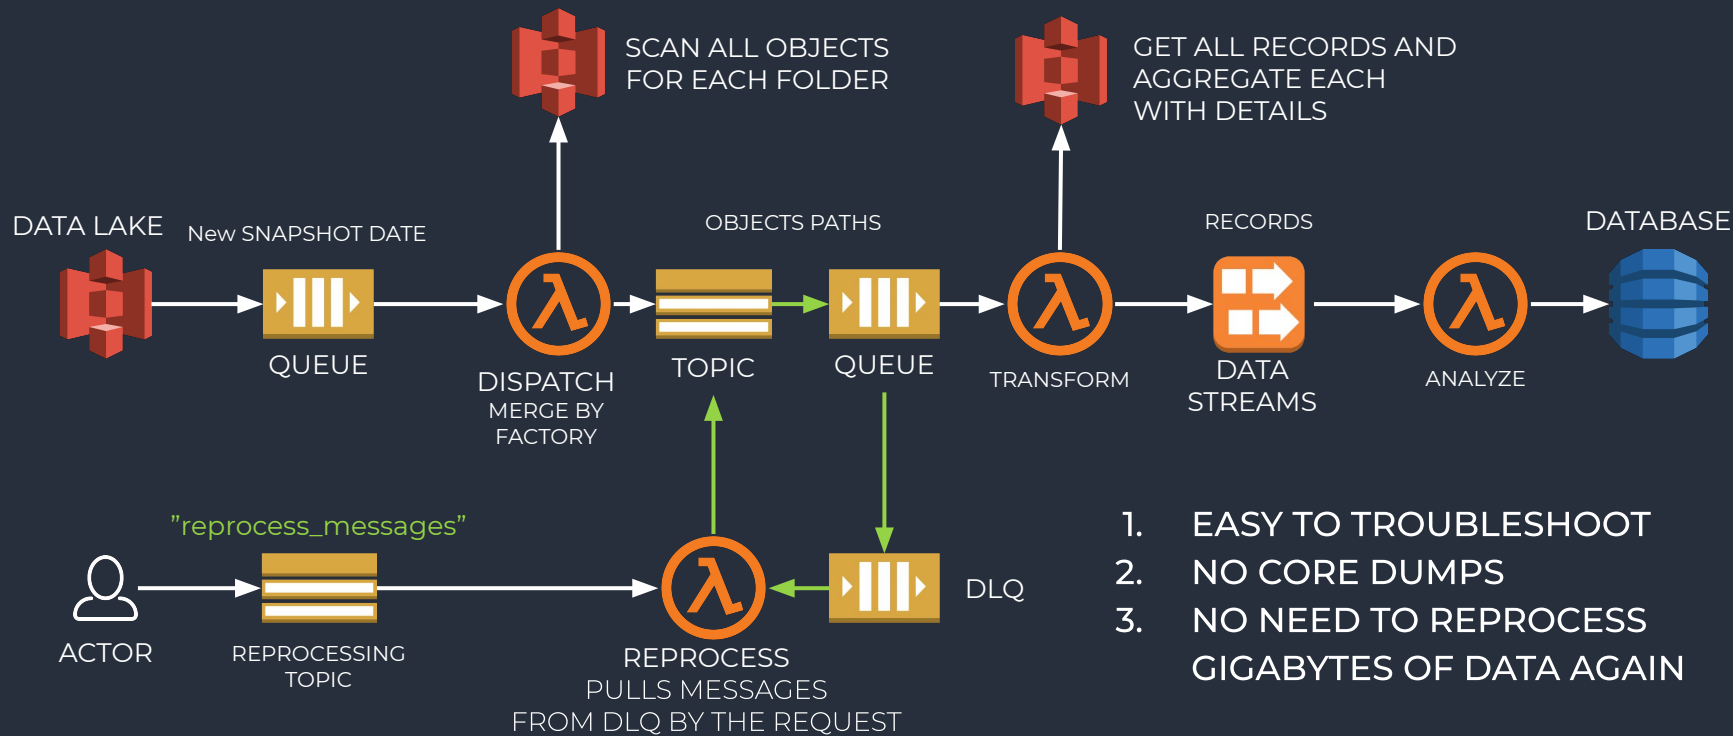 SCAN ALL OBJECTS
FOR EACH FOLDER
GET ALL RECORDS AND
AGGREGATE EACH
WITH DETAILS
DATA LAKE
New SNAPSHOT DATE
OBJECTS PATHS
RECORDS
DATABASE
QUEUE
DISPATCH
MERGE BY
FACTORY
TOPIC
QUEUE
TRANSFORM
DATA
STREAMS
ANALYZE
"reprocess_messages"
ACTOR
REPROCESSING
TOPIC
REPROCESS
PULLS MESSAGES
FROM DLQ BY THE REQUEST
DLQ
1. EASY TO TROUBLESHOOT
2. NO CORE DUMPS
3. NO NEED TO REPROCESS
GIGABYTES OF DATA AGAIN